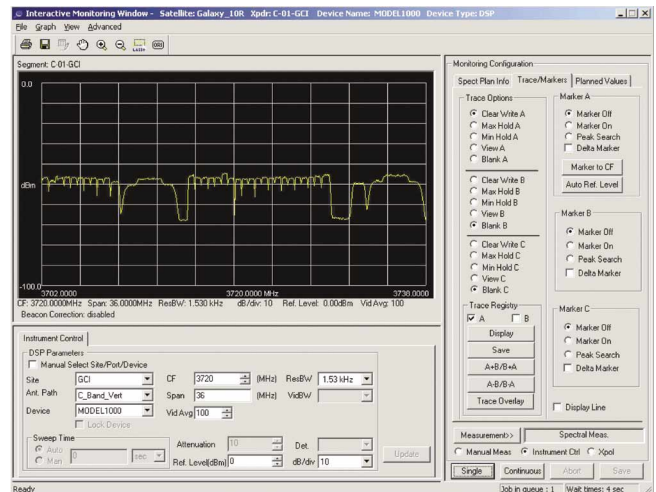 Interactive Monitoring Window - Satellite: Galaxy_10R Xpdr: C-01-GCI Device Name: MODEL1000 Device Type: DSP
File Graph View Advanced
Segment: C-01-GCI
0.0
dBm
-100.0
3702.0000 3720.0000 MHz 3738.0000
CF: 3720.0000MHz Span: 36.0000MHz ResBW: 1.530 kHz dB/div: 10 Ref. Level: 0.00dBm Vid Avg: 100
Beacon Correction: disabled
Instrument Control
DSP Parameters
Manual Select Site/Port/Device
Site GCI CF 3720 (MHz) ResBW 1.53 kHz
Ant. Path C_Band_Vert Span 36 (MHz) VidBW
Device MODEL1000 Vid Avg 100
Lock Device
Sweep Time
Auto
Man 0 sec
Attenuation 10 Det.
Ref. Level(dBm) 0 dB/div 10
Update
Ready
Monitoring Configuration
Spect Plan Info Trace/Markers Planned Values
Trace Options
Clear Write A
Max Hold A
Min Hold A
View A
Blank A
Clear Write B
Max Hold B
Min Hold B
View B
Blank B
Clear Write C
Max Hold C
Min Hold C
View C
Blank C
Trace Registry
A B
Display
Save
A+B/B+A
A-B/B-A
Trace Overlay
Marker A
Marker Off
Marker On
Peak Search
Delta Marker
Marker to CF
Auto Ref. Level
Marker B
Marker Off
Marker On
Peak Search
Delta Marker
Marker C
Marker Off
Marker On
Peak Search
Delta Marker
Display Line
Measurement>> Spectral Meas.
Manual Meas Instrument Ctrl Xpol
Single Continuous Abort Save
Job in queue : 1 Wait times: 4 sec